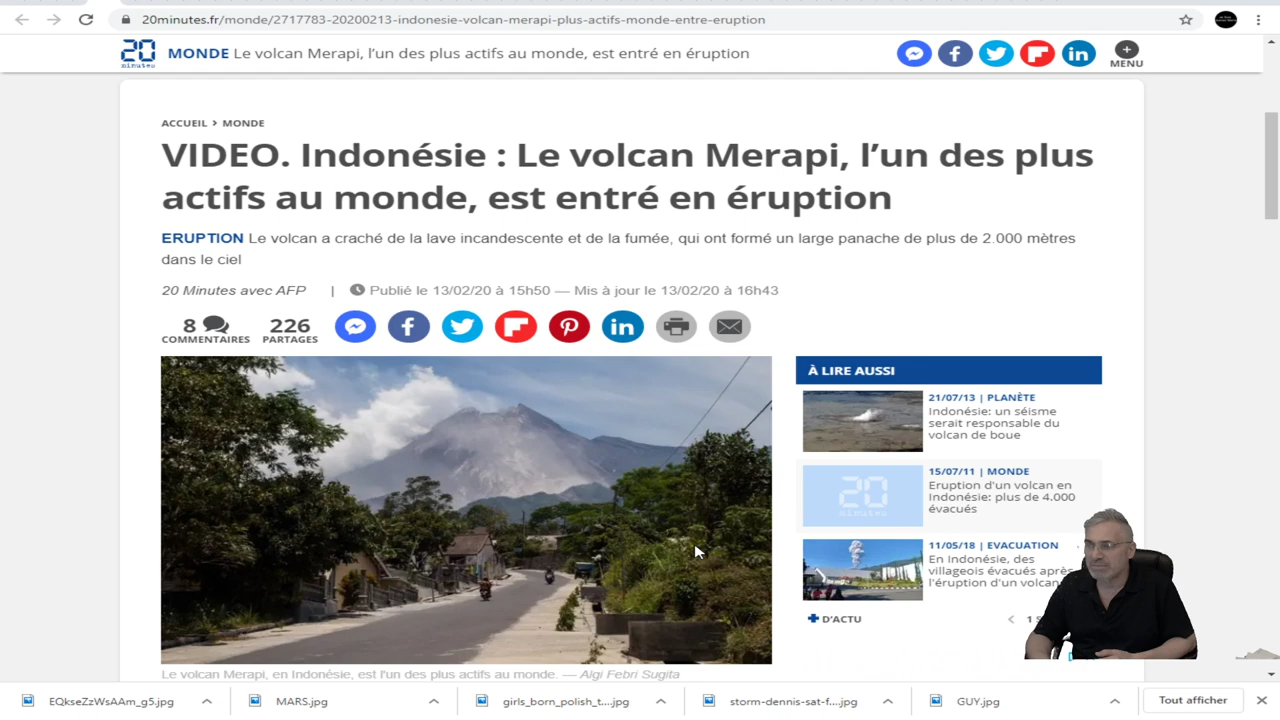 20minutes.fr/monde/2717783-20200213-indonesie-volcan-merapi-plus-actifs-monde-entre-eruption
20 minutes
MONDE Le volcan Merapi, l’un des plus actifs au monde, est entré en éruption
MENU
ACCUEIL > MONDE
VIDEO. Indonésie : Le volcan Merapi, l’un des plus
actifs au monde, est entré en éruption
ERUPTION Le volcan a craché de la lave incandescente et de la fumée, qui ont formé un large panache de plus de 2.000 mètres
dans le ciel
20 Minutes avec AFP | Publié le 13/02/20 à 15h50 — Mis à jour le 13/02/20 à 16h43
8 226
COMMENTAIRES PARTAGES
À LIRE AUSSI
21/07/13 | PLANÈTE
Indonésie: un séisme
serait responsable du
volcan de boue
20 minutes
15/07/11 | MONDE
Eruption d'un volcan en
Indonésie: plus de 4.000
évacués
11/05/18 | EVACUATION
En Indonésie, des
villageois évacués après
l'éruption d'un volcan
+ D'ACTU
< 1
Le volcan Merapi, en Indonésie, est l'un des plus actifs au monde. — Algi Febri Sugita
EQkseZzWsAAm_g5.jpg
MARS.jpg
girls_born_polish_t....jpg
storm-dennis-sat-f....jpg
GUY.jpg
Tout afficher